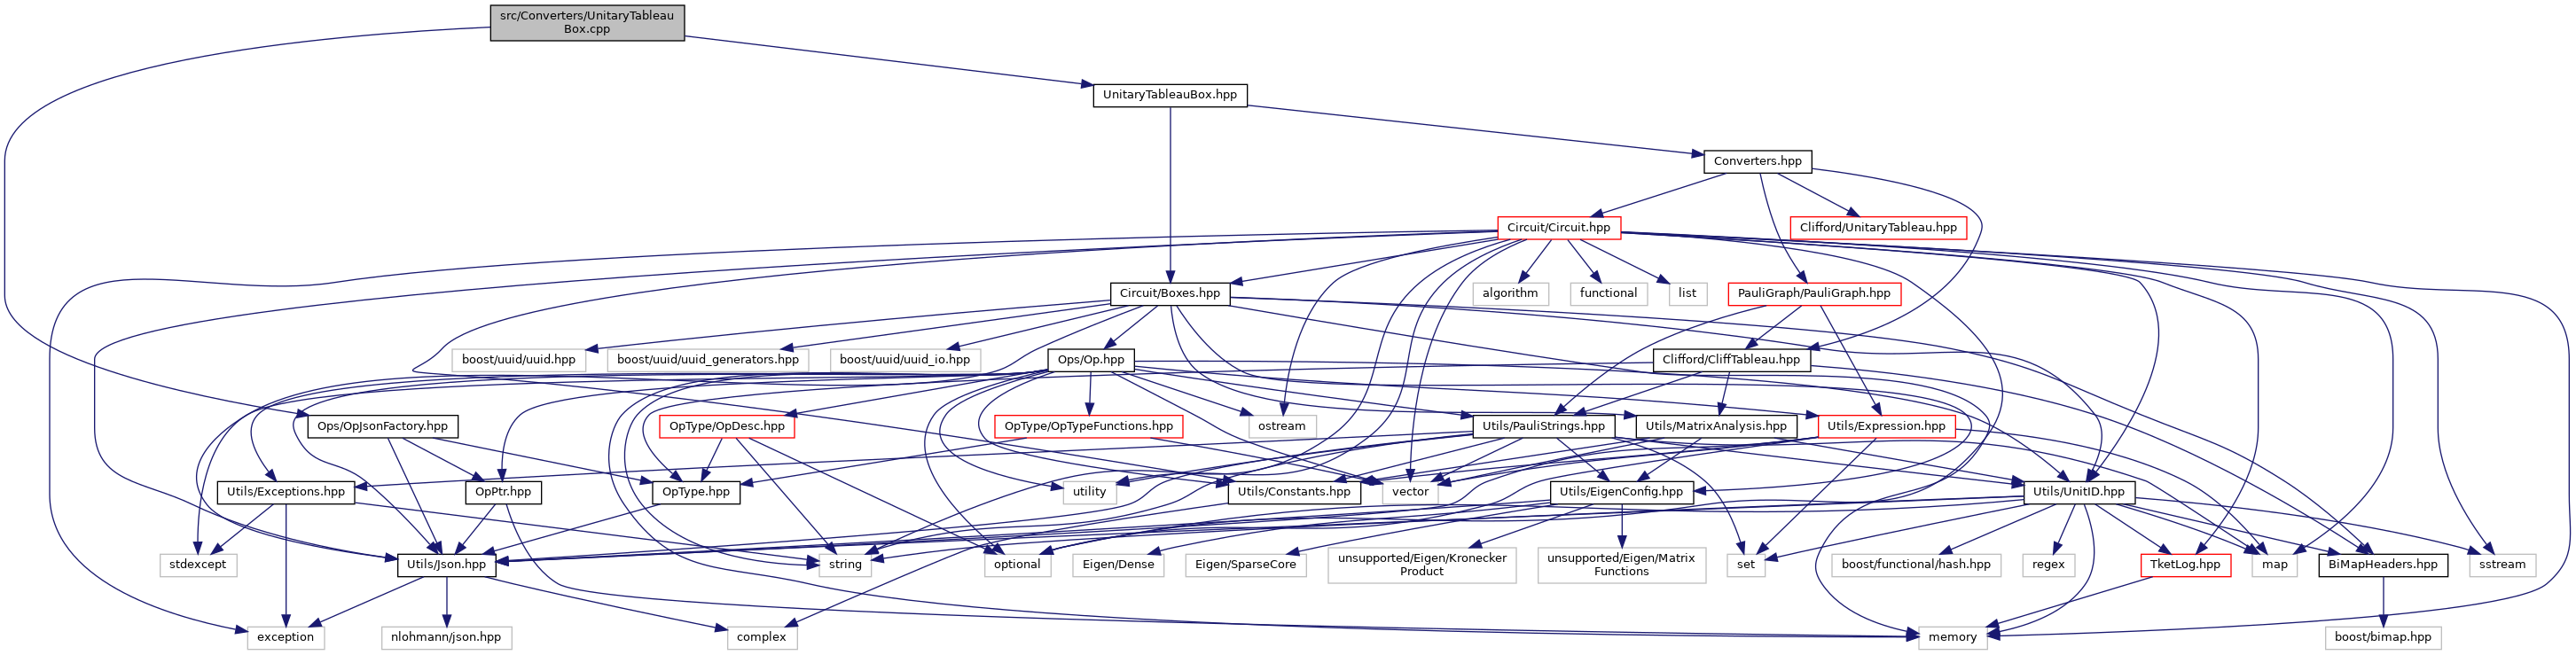 src/Converters/UnitaryTableau
Box.cpp
UnitaryTableauBox.hpp
Converters.hpp
Circuit/Circuit.hpp
Clifford/UnitaryTableau.hpp
Circuit/Boxes.hpp
algorithm
functional
list
PauliGraph/PauliGraph.hpp
boost/uuid/uuid.hpp
boost/uuid/uuid_generators.hpp
boost/uuid/uuid_io.hpp
Ops/Op.hpp
Clifford/CliffTableau.hpp
Ops/OpJsonFactory.hpp
OpType/OpDesc.hpp
OpType/OpTypeFunctions.hpp
ostream
Utils/PauliStrings.hpp
Utils/MatrixAnalysis.hpp
Utils/Expression.hpp
Utils/Exceptions.hpp
OpPtr.hpp
OpType.hpp
utility
Utils/Constants.hpp
vector
Utils/EigenConfig.hpp
Utils/UnitID.hpp
stdexcept
Utils/Json.hpp
string
optional
Eigen/Dense
Eigen/SparseCore
unsupported/Eigen/Kronecker
Product
unsupported/Eigen/Matrix
Functions
set
boost/functional/hash.hpp
regex
TketLog.hpp
map
BiMapHeaders.hpp
sstream
exception
nlohmann/json.hpp
complex
memory
boost/bimap.hpp